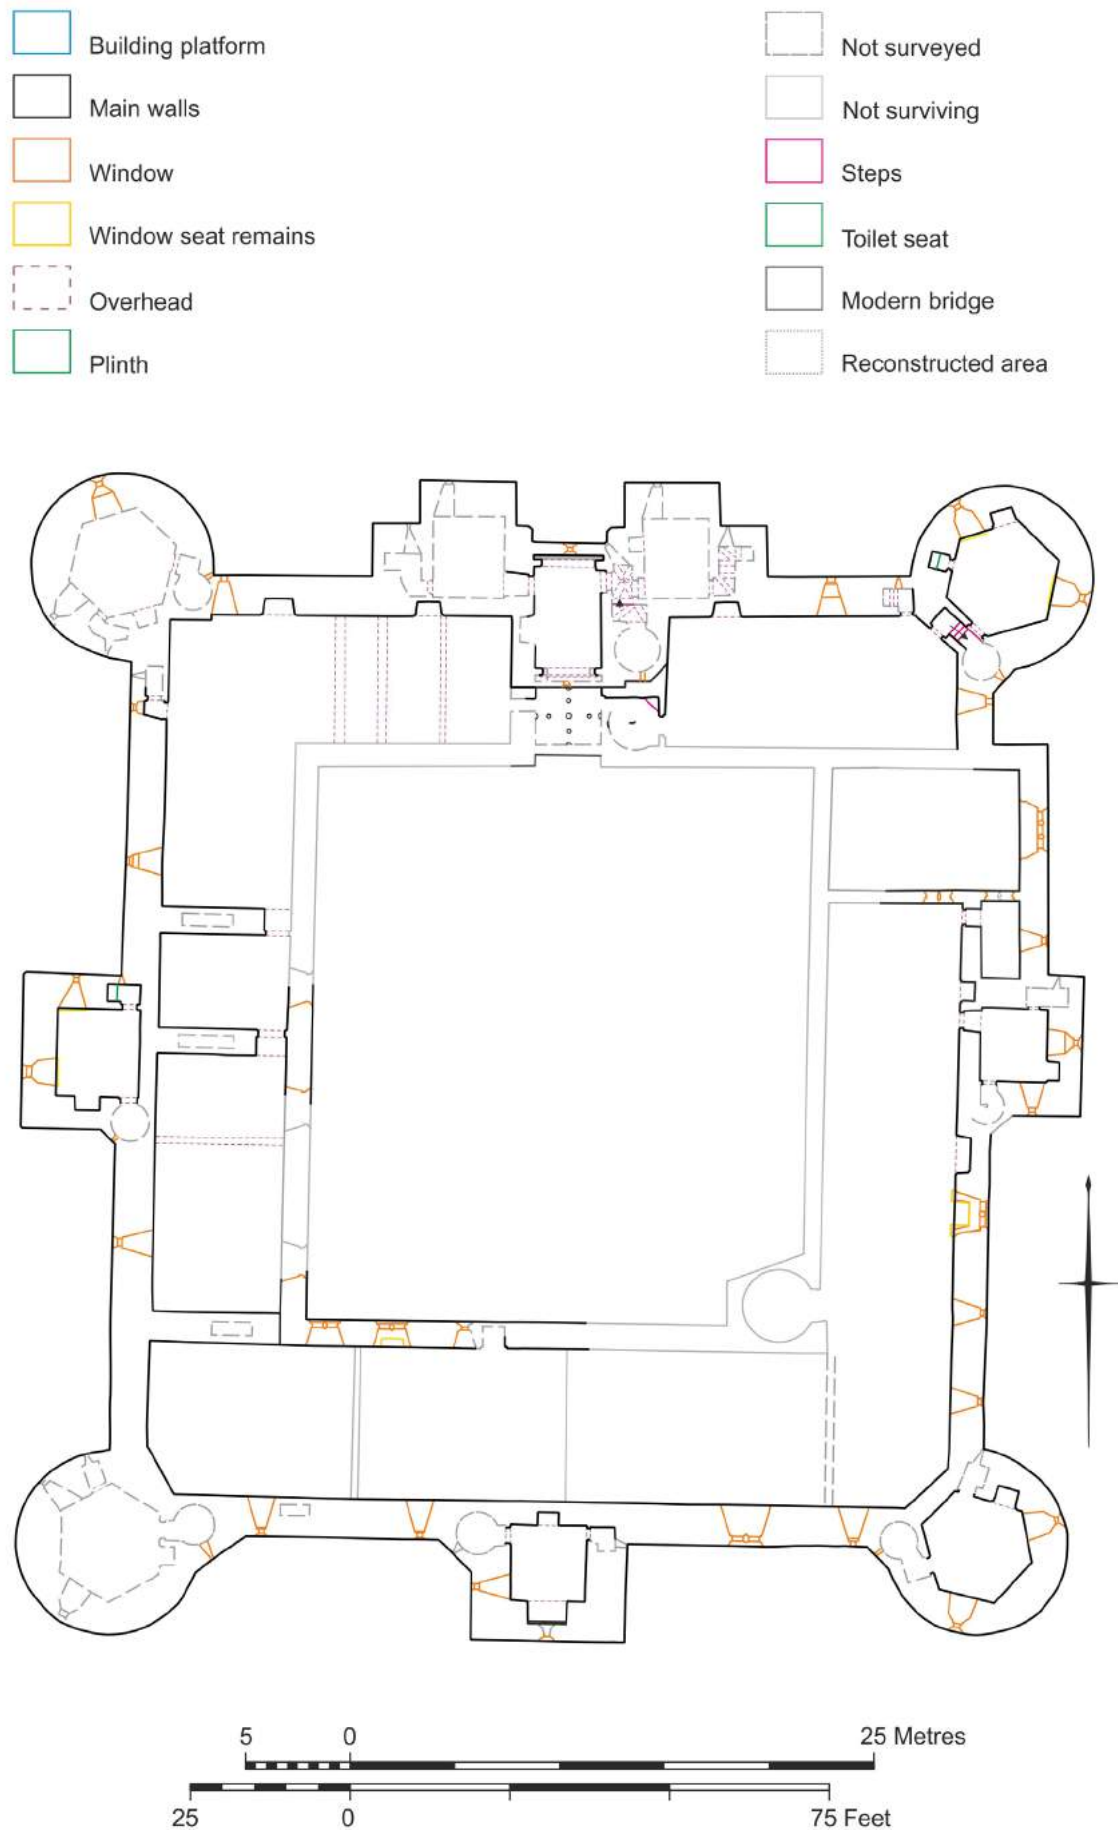 Building platform
Main walls
Window
Window seat remains
Overhead
Plinth
Not surveyed
Not surviving
Steps
Toilet seat
Modern bridge
Reconstructed area
5 0 25 Metres
25 0 75 Feet